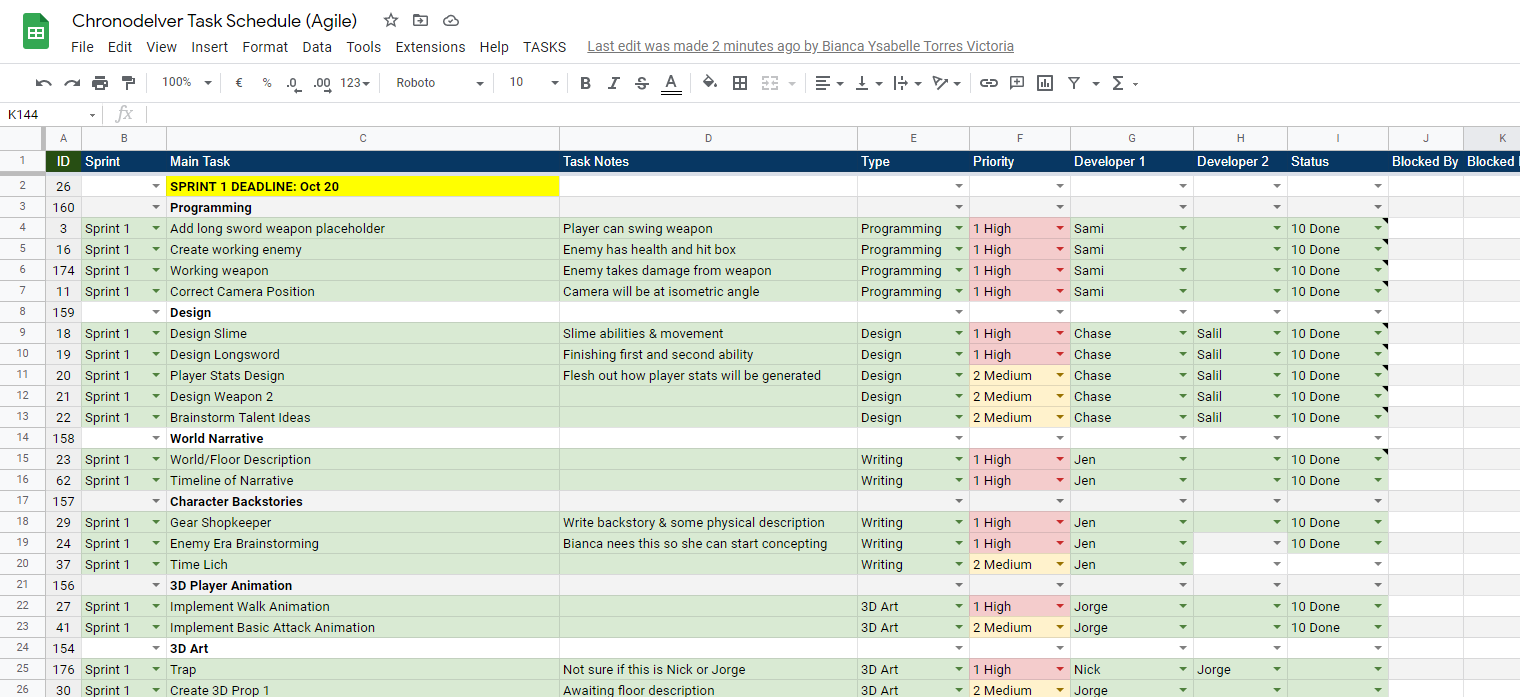 Chronodelver Task Schedule (Agile)
File Edit View Insert Format Data Tools Extensions Help TASKS Last edit was made 2 minutes ago by Bianca Ysabelle Torres Victoria
100% € % .0 .00 123 Roboto 10 B I S A Σ
K144 fx
A B C D E F G H I J K
1 ID Sprint Main Task Task Notes Type Priority Developer 1 Developer 2 Status Blocked By Blocked
2 26 SPRINT 1 DEADLINE: Oct 20
3 160 Programming
4 3 Sprint 1 Add long sword weapon placeholder Player can swing weapon Programming 1 High Sami 10 Done
5 16 Sprint 1 Create working enemy Enemy has health and hit box Programming 1 High Sami 10 Done
6 174 Sprint 1 Working weapon Enemy takes damage from weapon Programming 1 High Sami 10 Done
7 11 Sprint 1 Correct Camera Position Camera will be at isometric angle Programming 1 High Sami 10 Done
8 159 Design
9 18 Sprint 1 Design Slime Slime abilities & movement Design 1 High Chase Salil 10 Done
10 19 Sprint 1 Design Longsword Finishing first and second ability Design 1 High Chase Salil 10 Done
11 20 Sprint 1 Player Stats Design Flesh out how player stats will be generated Design 2 Medium Chase Salil 10 Done
12 21 Sprint 1 Design Weapon 2 Design 2 Medium Chase Salil 10 Done
13 22 Sprint 1 Brainstorm Talent Ideas Design 2 Medium Chase Salil 10 Done
14 158 World Narrative
15 23 Sprint 1 World/Floor Description Writing 1 High Jen 10 Done
16 62 Sprint 1 Timeline of Narrative Writing 1 High Jen 10 Done
17 157 Character Backstories
18 29 Sprint 1 Gear Shopkeeper Write backstory & some physical description Writing 1 High Jen 10 Done
19 24 Sprint 1 Enemy Era Brainstorming Bianca nees this so she can start concepting Writing 1 High Jen 10 Done
20 37 Sprint 1 Time Lich Writing 2 Medium Jen
21 156 3D Player Animation
22 27 Sprint 1 Implement Walk Animation 3D Art 1 High Jorge 10 Done
23 41 Sprint 1 Implement Basic Attack Animation 3D Art 2 Medium Jorge 10 Done
24 154 3D Art
25 176 Sprint 1 Trap Not sure if this is Nick or Jorge 3D Art 1 High Nick Jorge
26 30 Sprint 1 Create 3D Prop 1 Awaiting floor description 3D Art 2 Medium Jorge